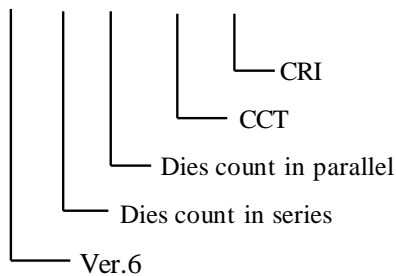 CRI
CCT
Dies count in parallel
Dies count in series
Ver.6